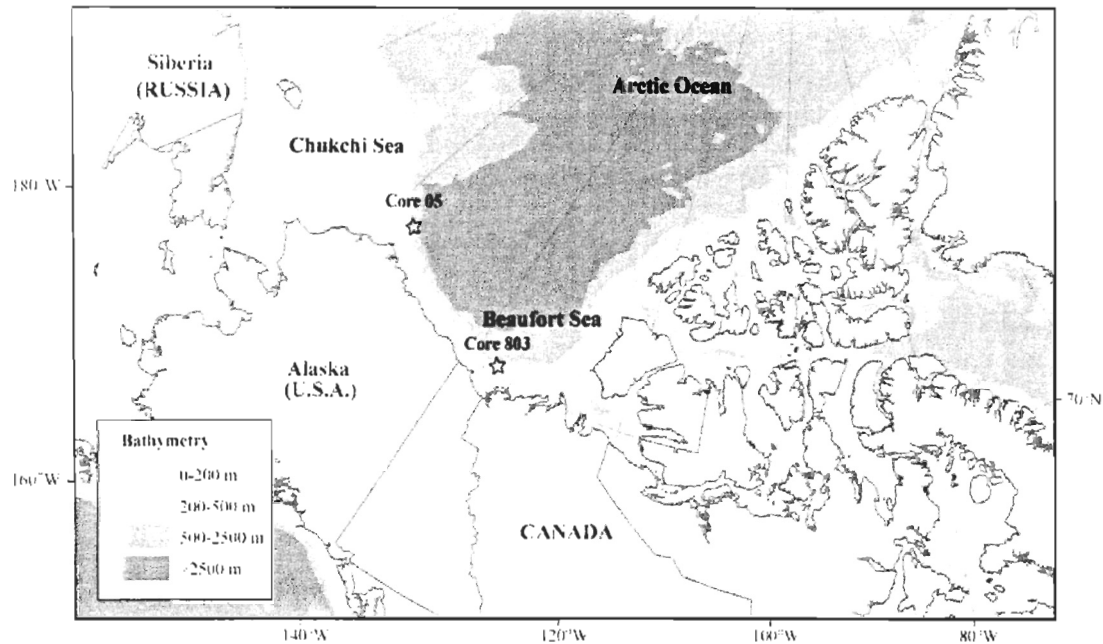 Siberia
(RUSSIA)
Arctic Ocean
Chukchi Sea
180°W
Core 05
Beaufort Sea
Core 803
Alaska
(U.S.A.)
70°N
Bathymetry
0-200 m
200-500 m
500-2500 m
>2500 m
160°W
CANADA
140°W
120°W
100°W
80°W